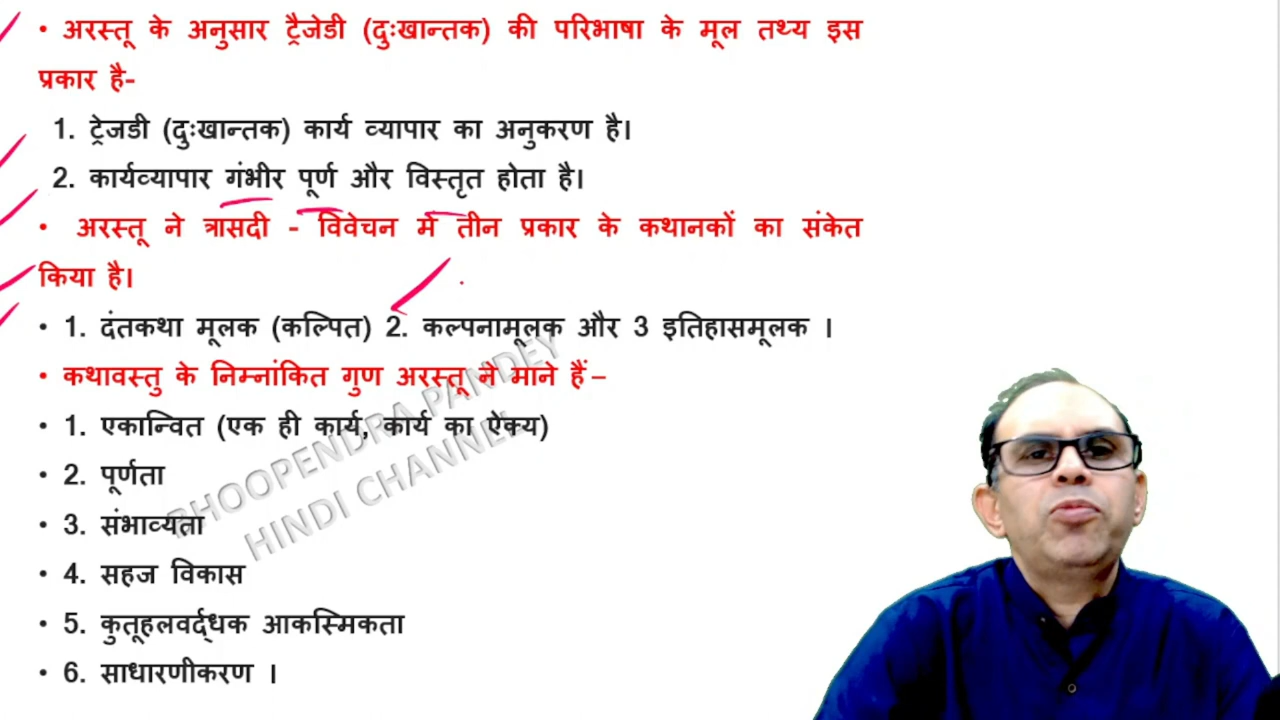 • अरस्तू के अनुसार ट्रैजेडी (दुःखान्तक) की परिभाषा के मूल तथ्य इस
प्रकार है-
1. ट्रेजडी (दुःखान्तक) कार्य व्यापार का अनुकरण है।
2. कार्यव्यापार गंभीर पूर्ण और विस्तृत होता है।
• अरस्तू ने त्रासदी - विवेचन में तीन प्रकार के कथानकों का संकेत
किया है।
• 1. दंतकथा मूलक (कल्पित) 2. कल्पनामूलक और 3 इतिहासमूलक ।
• कथावस्तु के निम्नांकित गुण अरस्तू ने माने हैं –
• 1. एकान्वित (एक ही कार्य, कार्य का ऐक्य)
• 2. पूर्णता
• 3. संभाव्यता
• 4. सहज विकास
• 5. कुतूहलवर्द्धक आकस्मिकता
• 6. साधारणीकरण ।
BHOOPENDRA PANDEY
HINDI CHANNEL